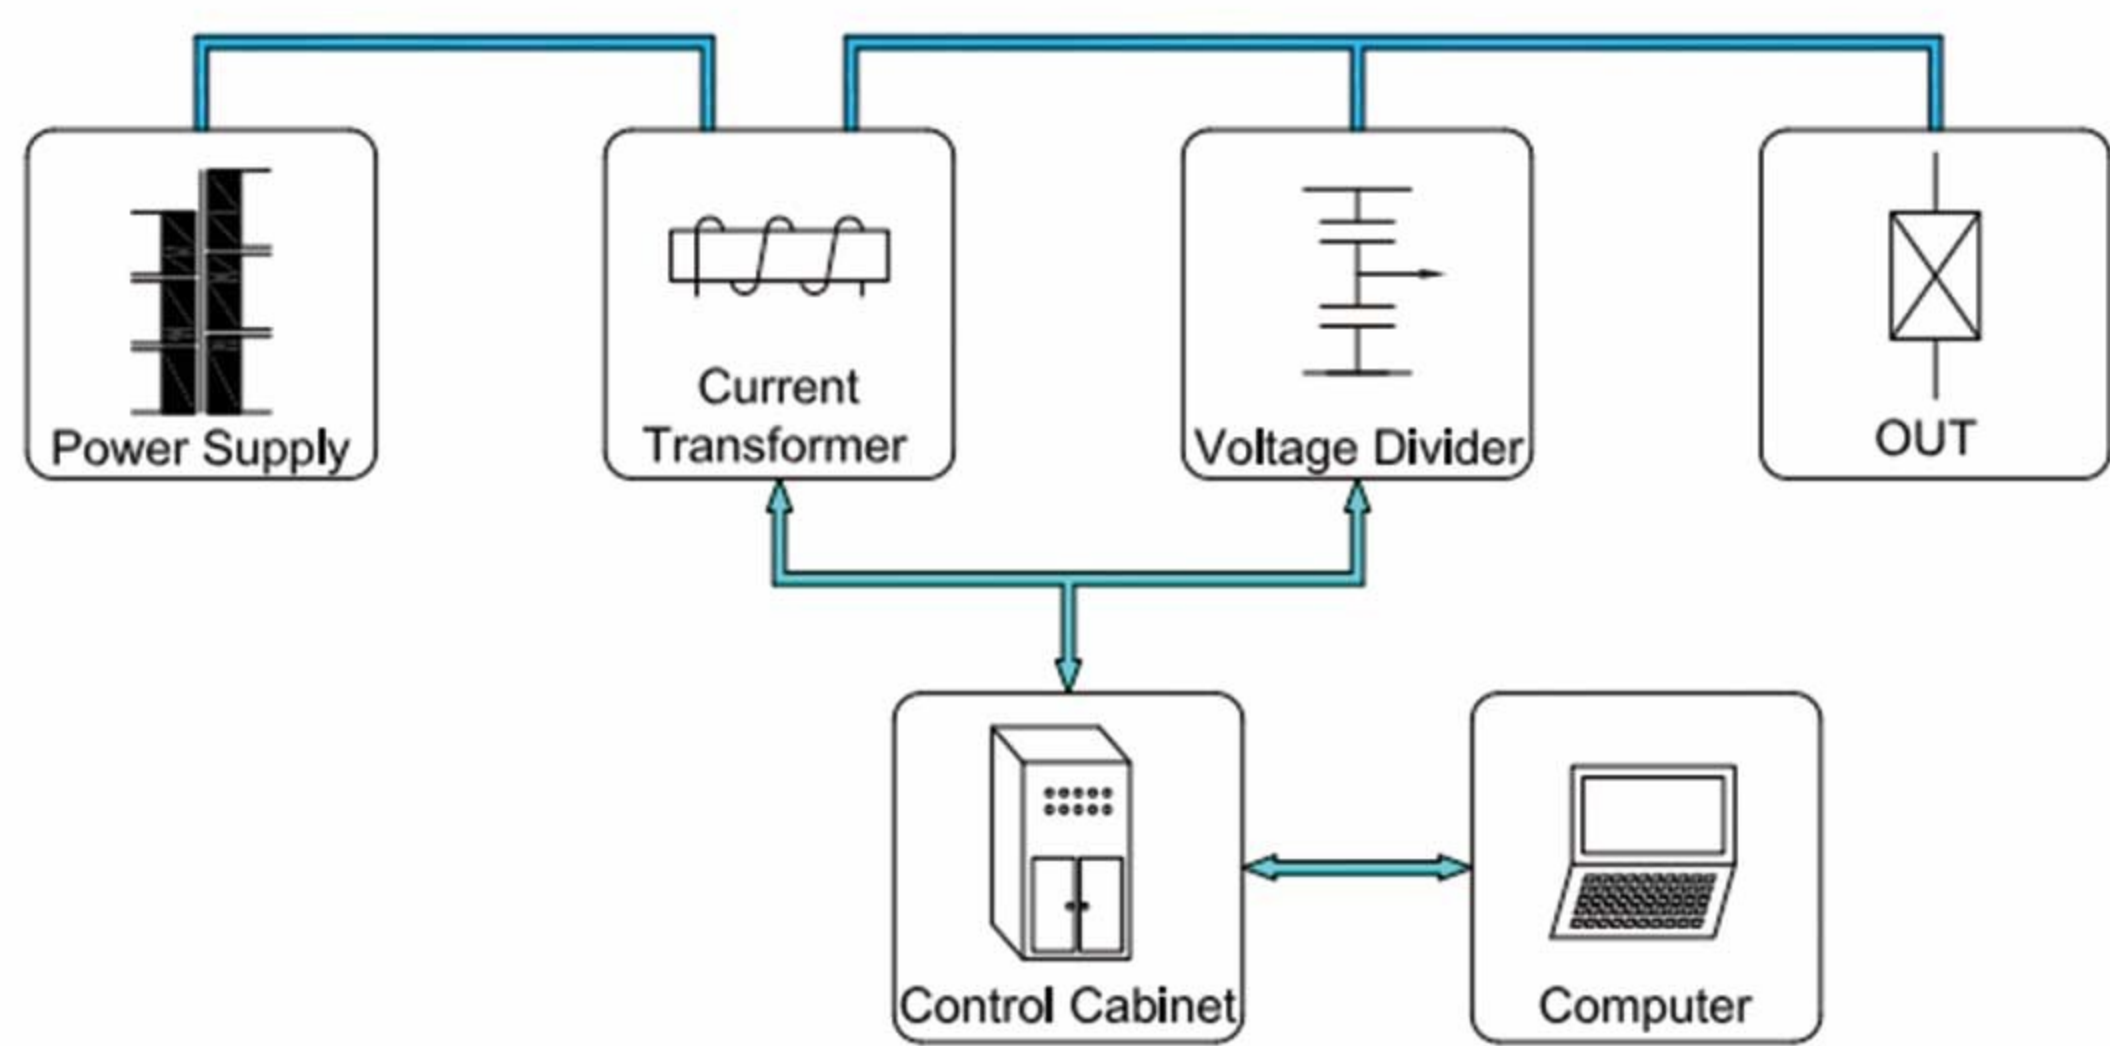 Power Supply
Current
Transformer
Voltage Divider
OUT
Control Cabinet
Computer